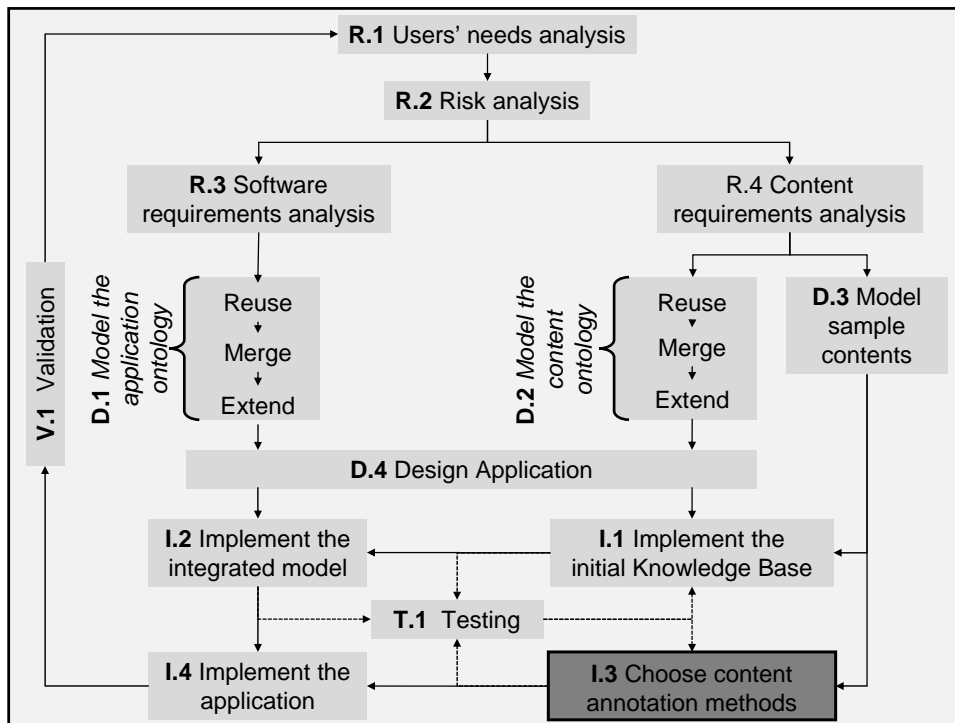 R.1 Users' needs analysis
R.2 Risk analysis
R.3 Software
requirements analysis
R.4 Content
requirements analysis
V.1 Validation
D.1 Model the
application
ontology
Reuse
Merge
Extend
D.2 Model the
content
ontology
Reuse
Merge
Extend
D.3 Model
sample
contents
D.4 Design Application
I.2 Implement the
integrated model
I.1 Implement the
initial Knowledge Base
T.1 Testing
I.4 Implement the
application
I.3 Choose content
annotation methods